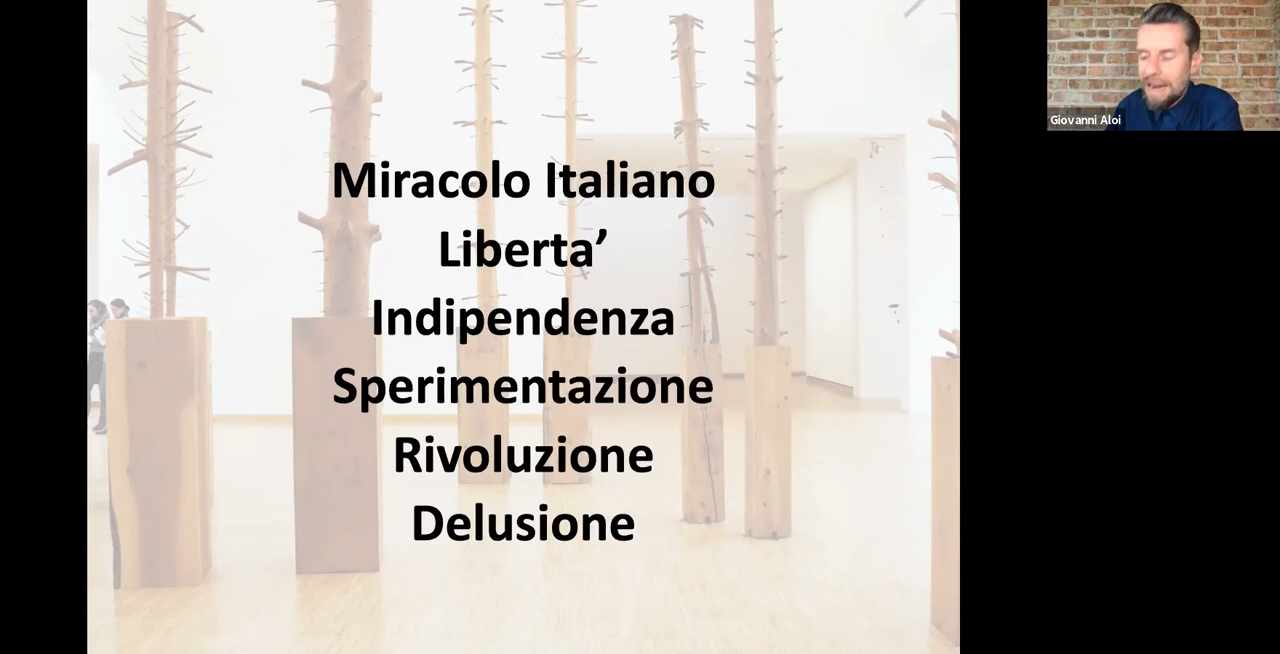 Miracolo Italiano
Liberta’
Indipendenza
Sperimentazione
Rivoluzione
Delusione
Giovanni Aloi